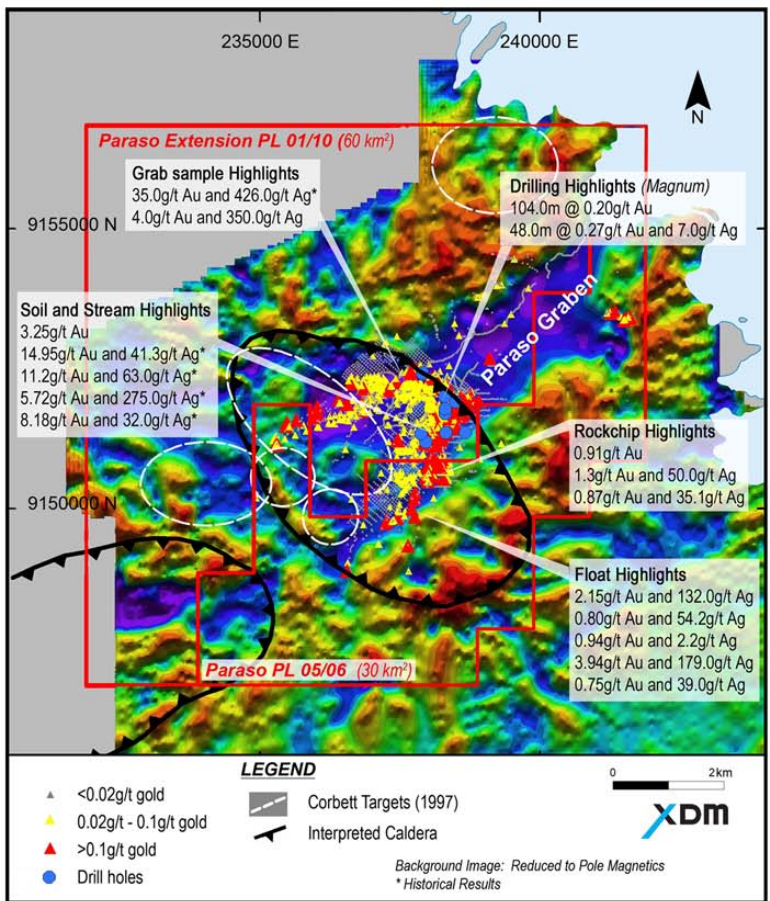 235000 E
240000 E
N
Paraso Extension PL 01/10 (60 km²)
Grab sample Highlights
35.0g/t Au and 426.0g/t Ag*
4.0g/t Au and 350.0g/t Ag
Drilling Highlights (Magnum)
104.0m @ 0.20g/t Au
48.0m @ 0.27g/t Au and 7.0g/t Ag
9155000 N
Soil and Stream Highlights
3.25g/t Au
14.95g/t Au and 41.3g/t Ag*
11.2g/t Au and 63.0g/t Ag*
5.72g/t Au and 275.0g/t Ag*
8.18g/t Au and 32.0g/t Ag*
Paraso Graben
Rockchip Highlights
0.91g/t Au
1.3g/t Au and 50.0g/t Ag
0.87g/t Au and 35.1g/t Ag
9150000 N
Float Highlights
2.15g/t Au and 132.0g/t Ag
0.80g/t Au and 54.2g/t Ag
0.94g/t Au and 2.2g/t Ag
3.94g/t Au and 179.0g/t Ag
0.75g/t Au and 39.0g/t Ag
Paraso PL 05/06 (30 km²)
LEGEND
<0.02g/t gold
0.02g/t - 0.1g/t gold
>0.1g/t gold
Drill holes
Corbett Targets (1997)
Interpreted Caldera
0 2km
XDM
Background Image: Reduced to Pole Magnetics
* Historical Results